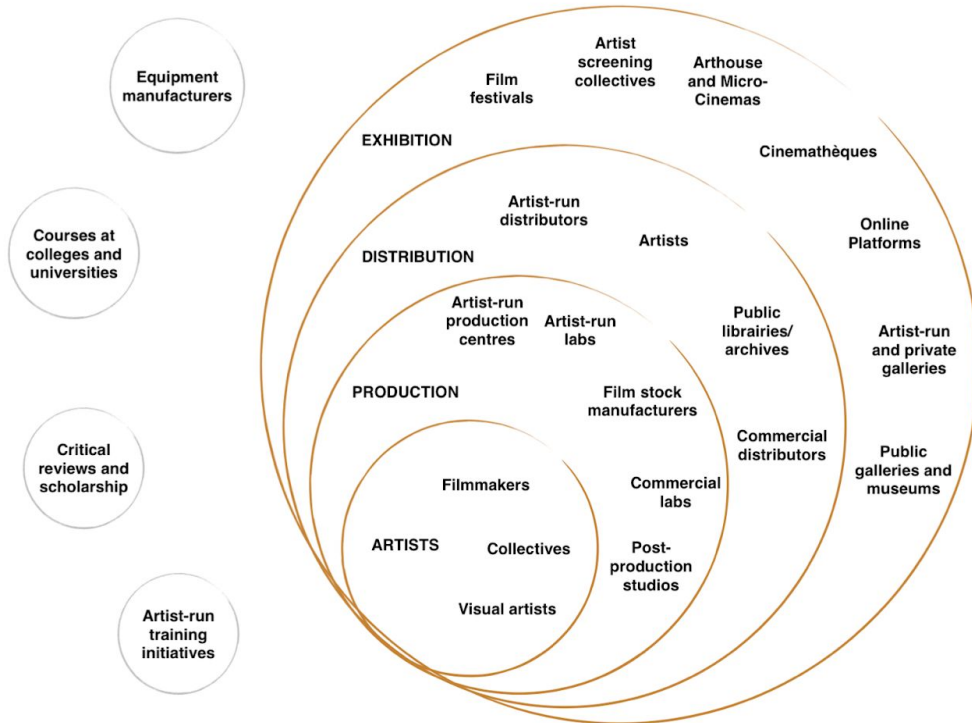 Equipment
manufacturers
Courses at
colleges and
universities
Critical
reviews and
scholarship
Artist-run
training
initiatives
EXHIBITION
Film
festivals
Artist
screening
collectives
Arthouse
and Micro-
Cinemas
Cinemathèques
Online
Platforms
Artist-run
and private
galleries
Public
galleries and
museums
DISTRIBUTION
Artist-run
distributors
Artists
Public
librairies/
archives
Commercial
distributors
PRODUCTION
Artist-run
production
centres
Artist-run
labs
Film stock
manufacturers
Commercial
labs
Post-
production
studios
ARTISTS
Filmmakers
Collectives
Visual artists